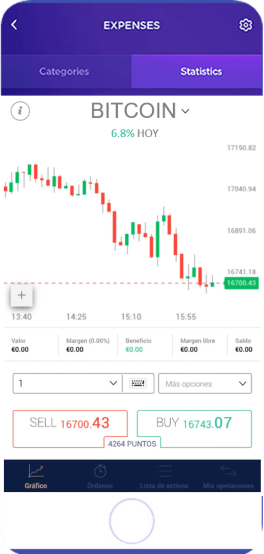 EXPENSES
Categories
Statistics
i
BITCOIN
6.8% HOY
17190.82
17040.94
16891.06
16741.18
16700.43
+
13:40 14:25 15:10 15:55
Valor Margen (0.00%) Beneficio Margen libre Saldo
€0.00 €0.00 €0.00 €0.00 €0.00
1
Más opciones
SELL 16700.43
BUY 16743.07
4264 PUNTOS
Gráfico Órdenes Lista de activos Mis operaciones